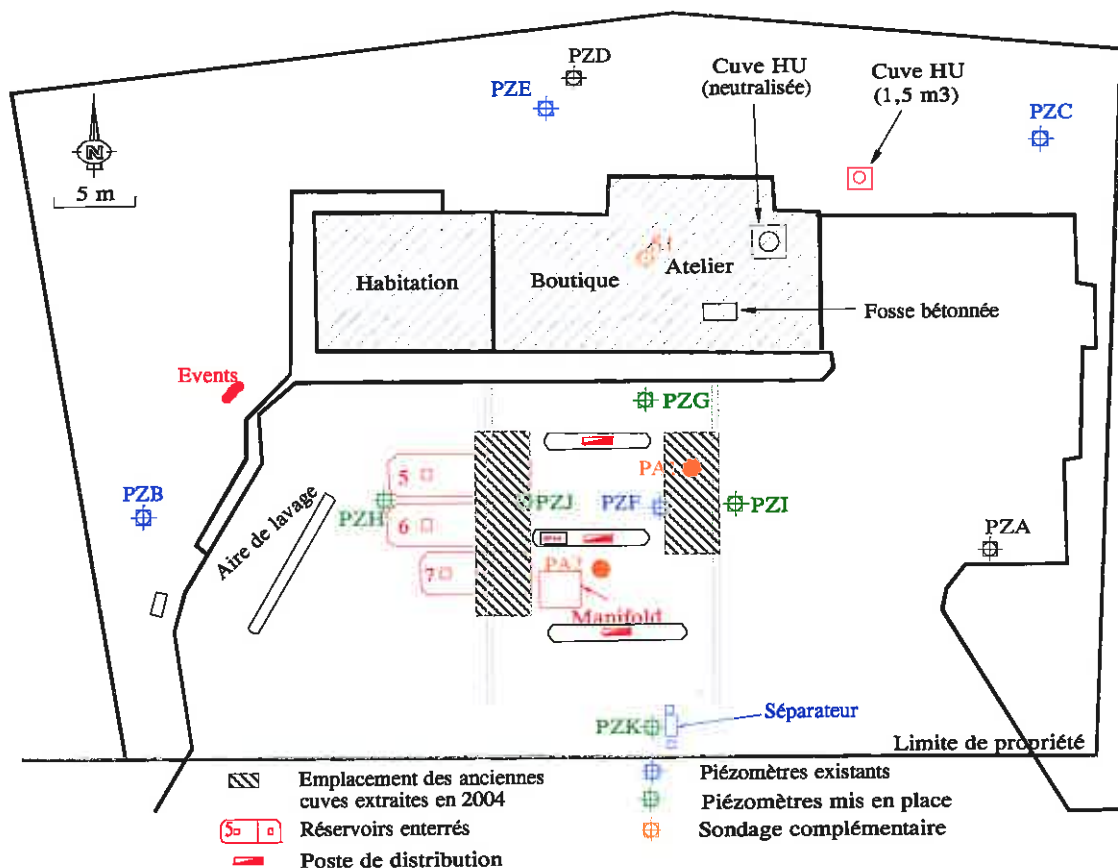 PZD
PZE
Cuve HU
(neutralisée)
Cuve HU
(1,5 m3)
PZC
N
5 m
Habitation
Boutique
Atelier
Fosse bétonnée
Events
PZG
5
PZB
PZH
PZJ
PZF
PZI
6
Aire de lavage
PZA
7
PA2
Manifold
PZK
Séparateur
Limite de propriété
Emplacement des anciennes
cuves extraites en 2004
Piézomètres existants
Piézomètres mis en place
5
Réservoirs enterrés
Sondage complémentaire
Poste de distribution